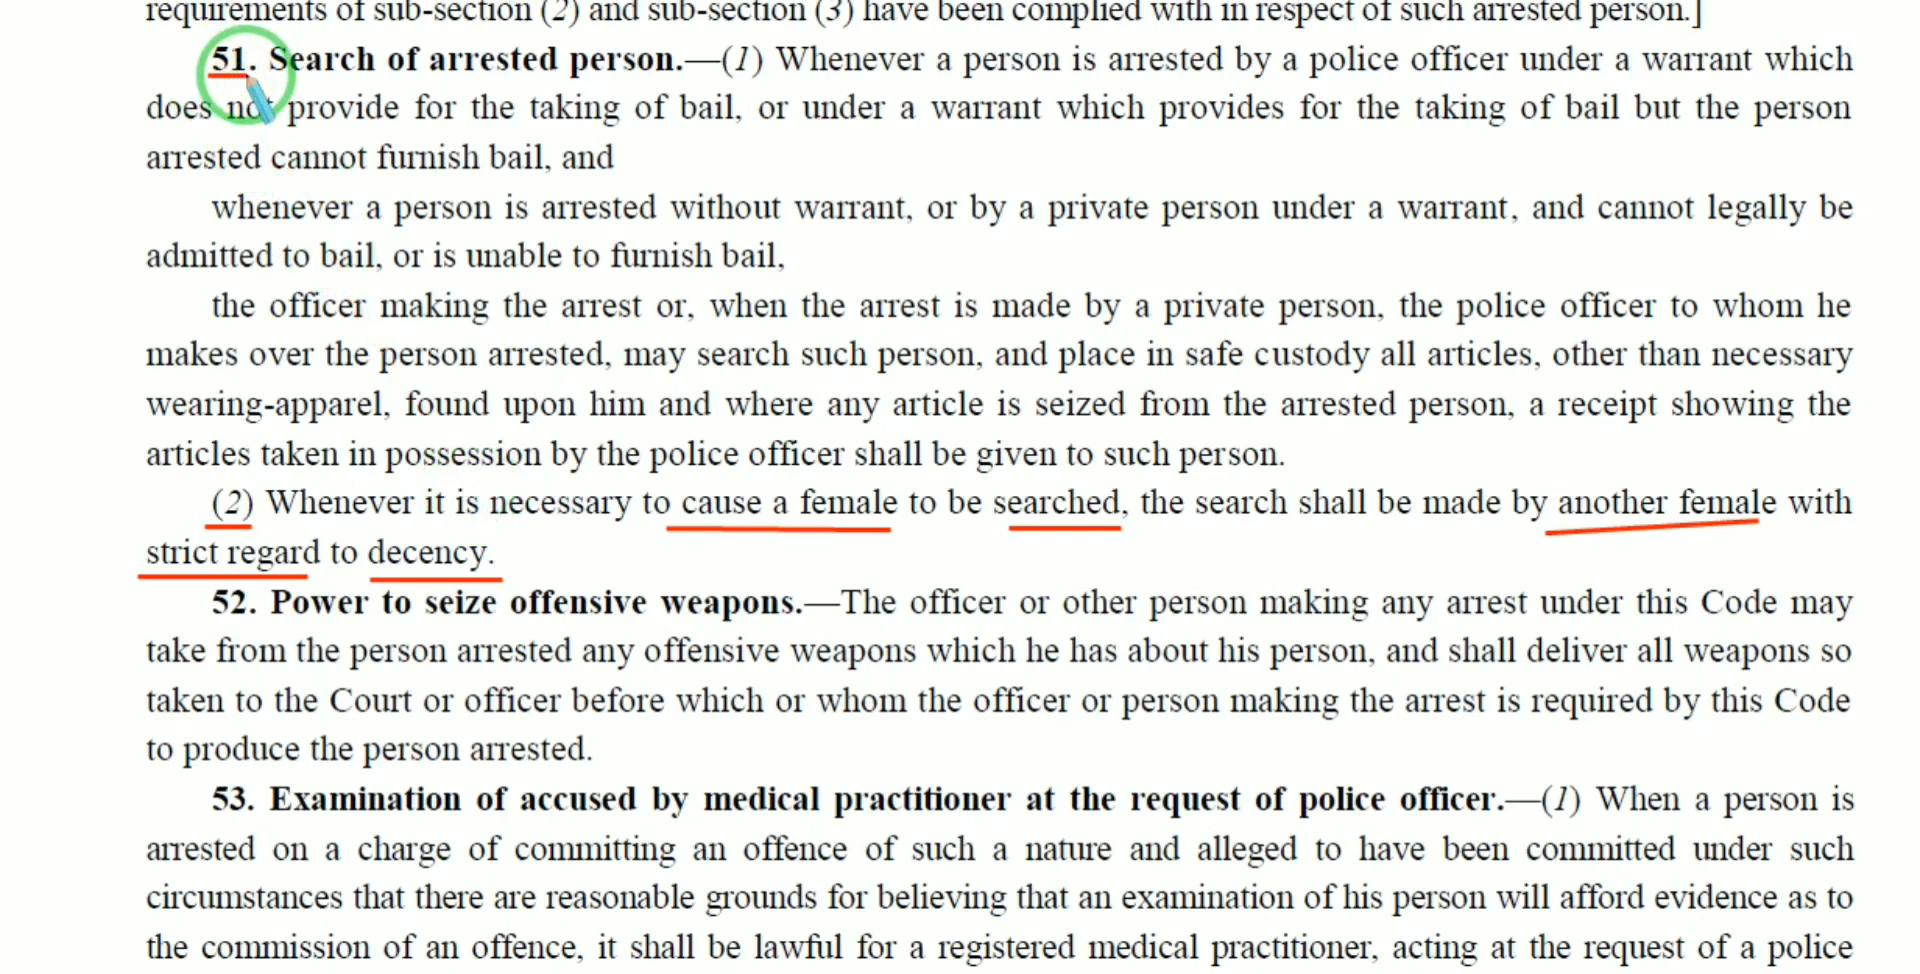 requirements of sub-section (2) and sub-section (3) have been complied with in respect of such arrested person.]
51. Search of arrested person.—(1) Whenever a person is arrested by a police officer under a warrant which
does not provide for the taking of bail, or under a warrant which provides for the taking of bail but the person
arrested cannot furnish bail, and
whenever a person is arrested without warrant, or by a private person under a warrant, and cannot legally be
admitted to bail, or is unable to furnish bail,
the officer making the arrest or, when the arrest is made by a private person, the police officer to whom he
makes over the person arrested, may search such person, and place in safe custody all articles, other than necessary
wearing-apparel, found upon him and where any article is seized from the arrested person, a receipt showing the
articles taken in possession by the police officer shall be given to such person.
(2) Whenever it is necessary to cause a female to be searched, the search shall be made by another female with
strict regard to decency.
52. Power to seize offensive weapons.—The officer or other person making any arrest under this Code may
take from the person arrested any offensive weapons which he has about his person, and shall deliver all weapons so
taken to the Court or officer before which or whom the officer or person making the arrest is required by this Code
to produce the person arrested.
53. Examination of accused by medical practitioner at the request of police officer.—(1) When a person is
arrested on a charge of committing an offence of such a nature and alleged to have been committed under such
circumstances that there are reasonable grounds for believing that an examination of his person will afford evidence as to
the commission of an offence, it shall be lawful for a registered medical practitioner, acting at the request of a police